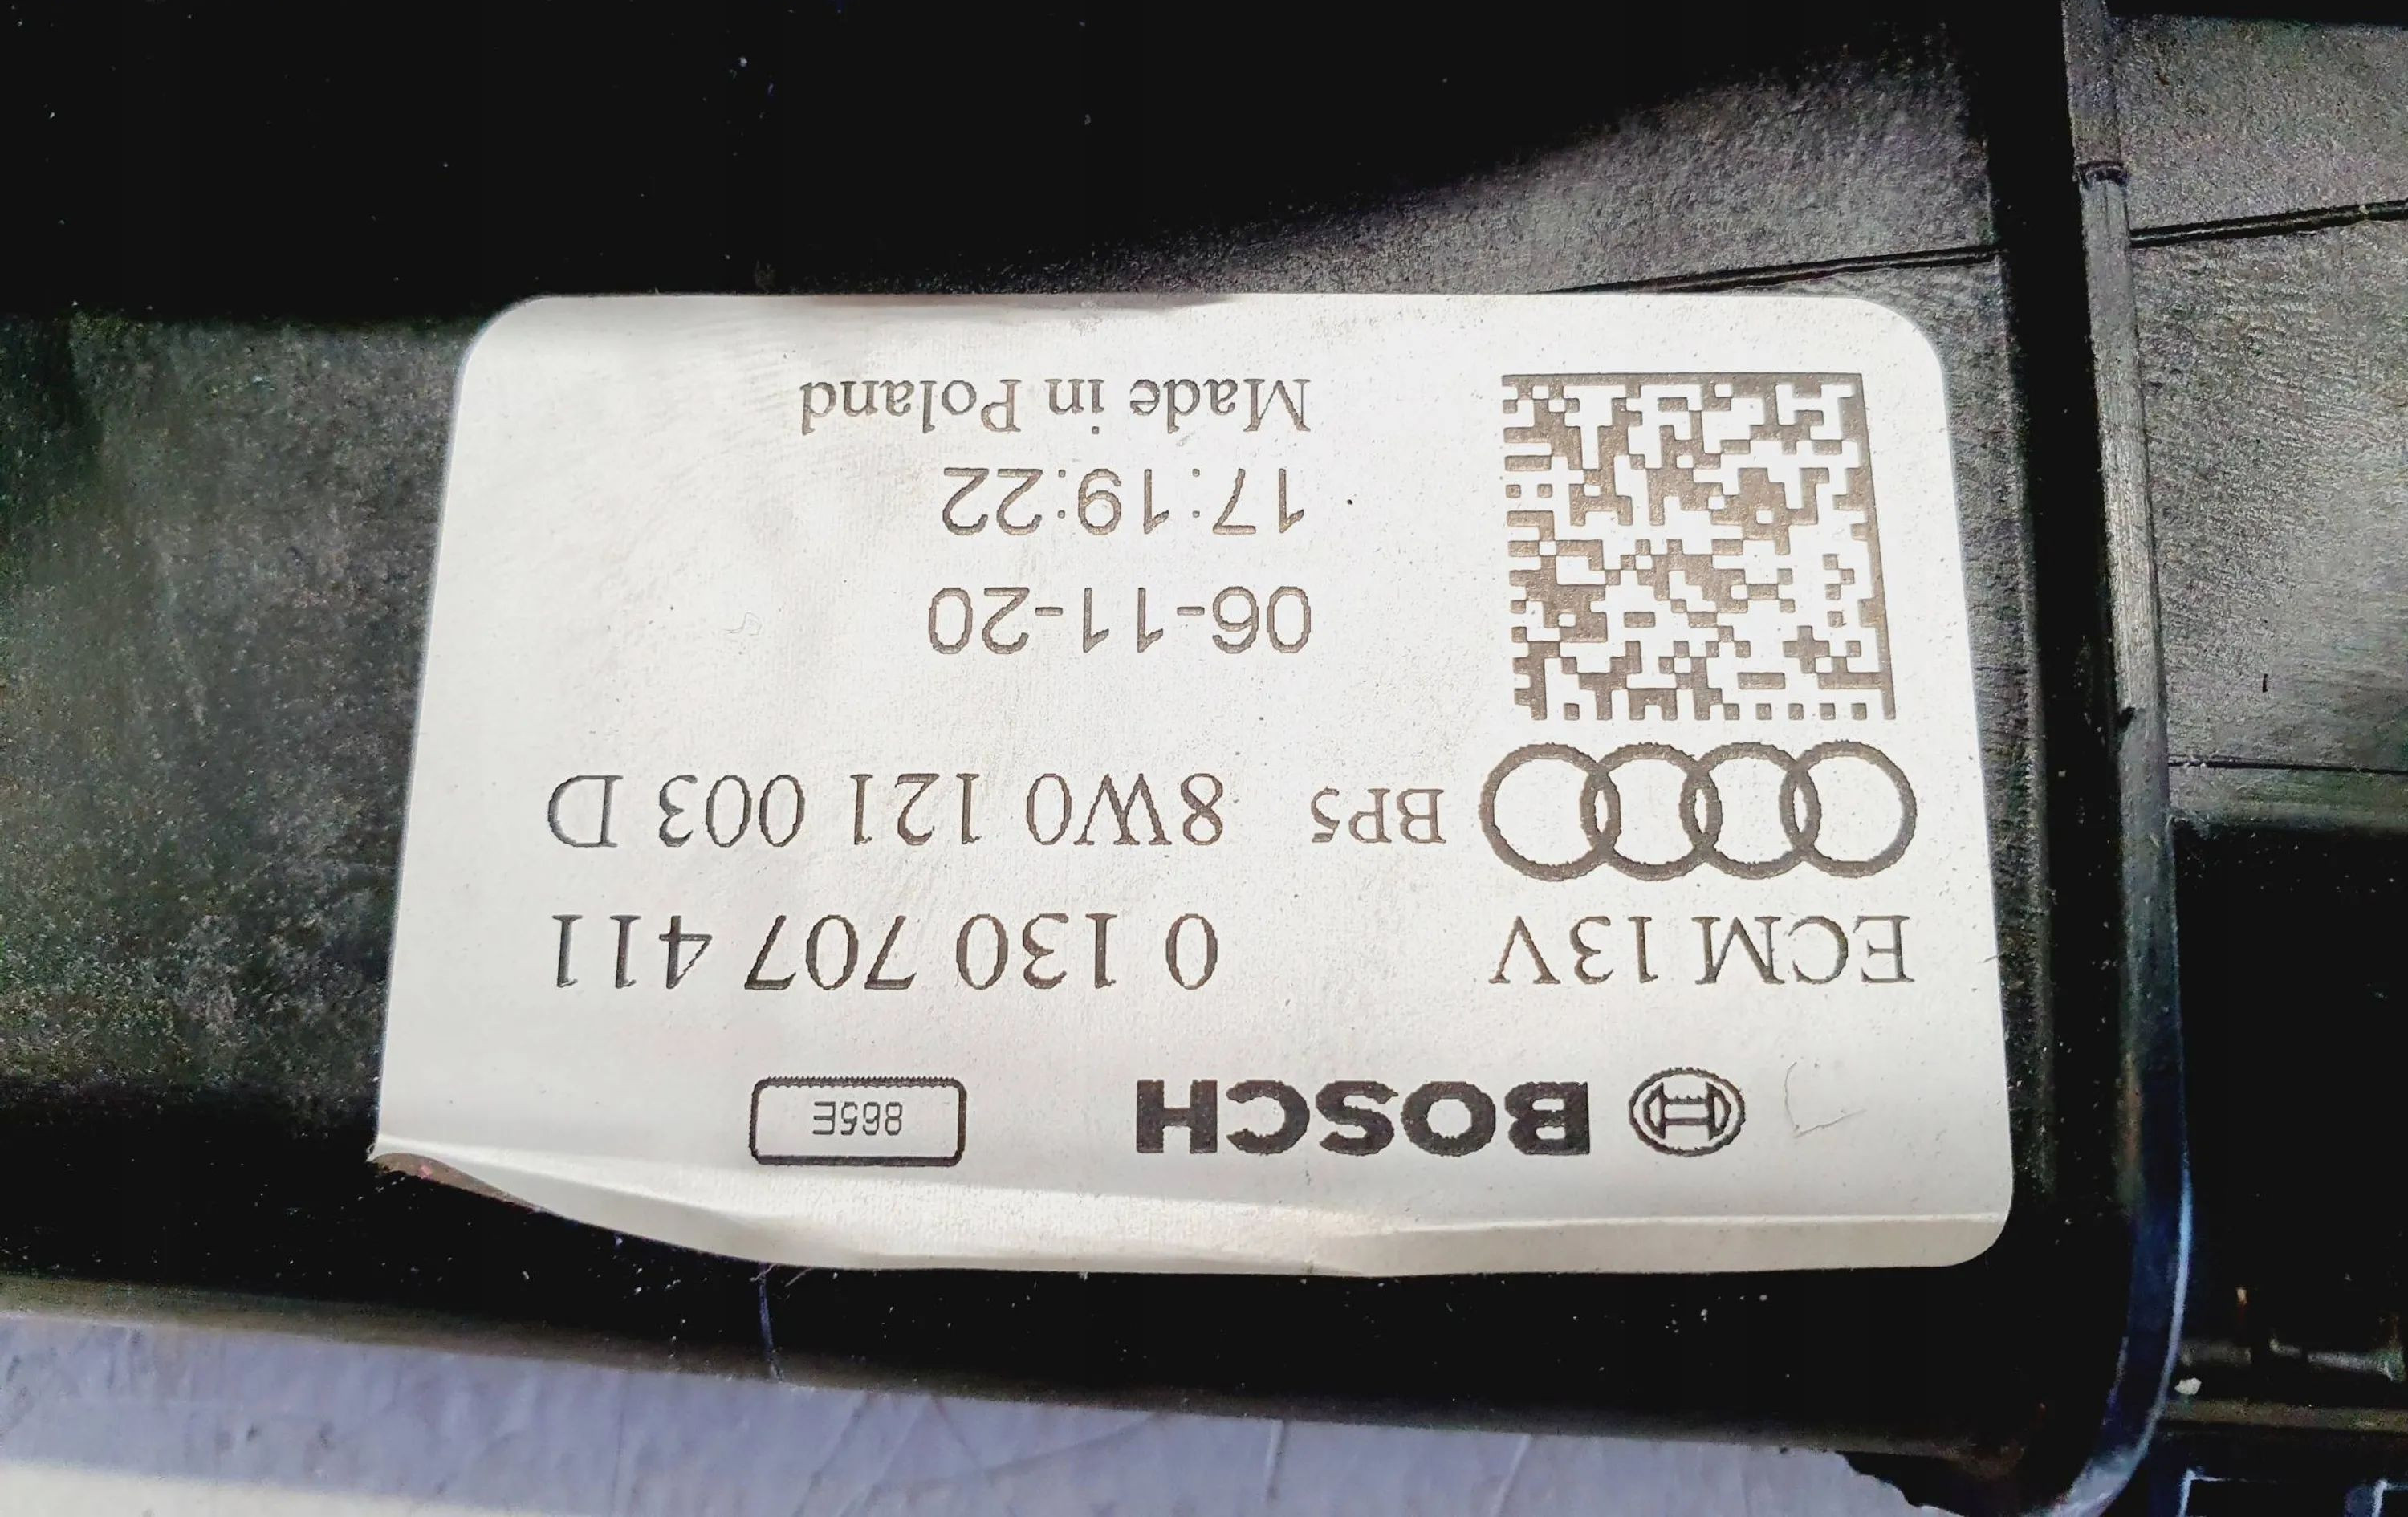 BOSCH 865E
ECM 13V 0 130 707 411
BP5 8W0 121 003 D
06-11-20
17:19:22
Made in Poland